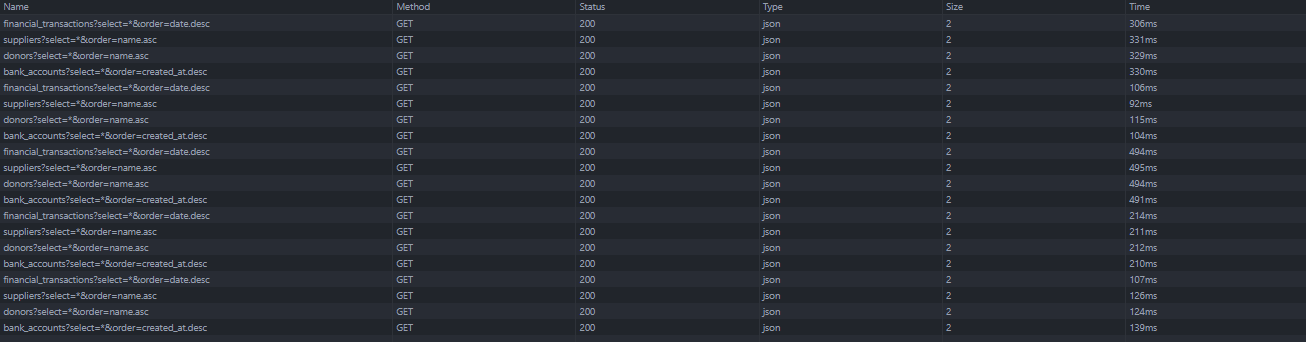 Name Method Status Type Size Time
financial_transactions?select=*&order=date.desc GET 200 json 2 306ms
suppliers?select=*&order=name.asc GET 200 json 2 331ms
donors?select=*&order=name.asc GET 200 json 2 329ms
bank_accounts?select=*&order=created_at.desc GET 200 json 2 330ms
financial_transactions?select=*&order=date.desc GET 200 json 2 106ms
suppliers?select=*&order=name.asc GET 200 json 2 92ms
donors?select=*&order=name.asc GET 200 json 2 115ms
bank_accounts?select=*&order=created_at.desc GET 200 json 2 104ms
financial_transactions?select=*&order=date.desc GET 200 json 2 494ms
suppliers?select=*&order=name.asc GET 200 json 2 495ms
donors?select=*&order=name.asc GET 200 json 2 494ms
bank_accounts?select=*&order=created_at.desc GET 200 json 2 491ms
financial_transactions?select=*&order=date.desc GET 200 json 2 214ms
suppliers?select=*&order=name.asc GET 200 json 2 211ms
donors?select=*&order=name.asc GET 200 json 2 212ms
bank_accounts?select=*&order=created_at.desc GET 200 json 2 210ms
financial_transactions?select=*&order=date.desc GET 200 json 2 107ms
suppliers?select=*&order=name.asc GET 200 json 2 126ms
donors?select=*&order=name.asc GET 200 json 2 124ms
bank_accounts?select=*&order=created_at.desc GET 200 json 2 139ms